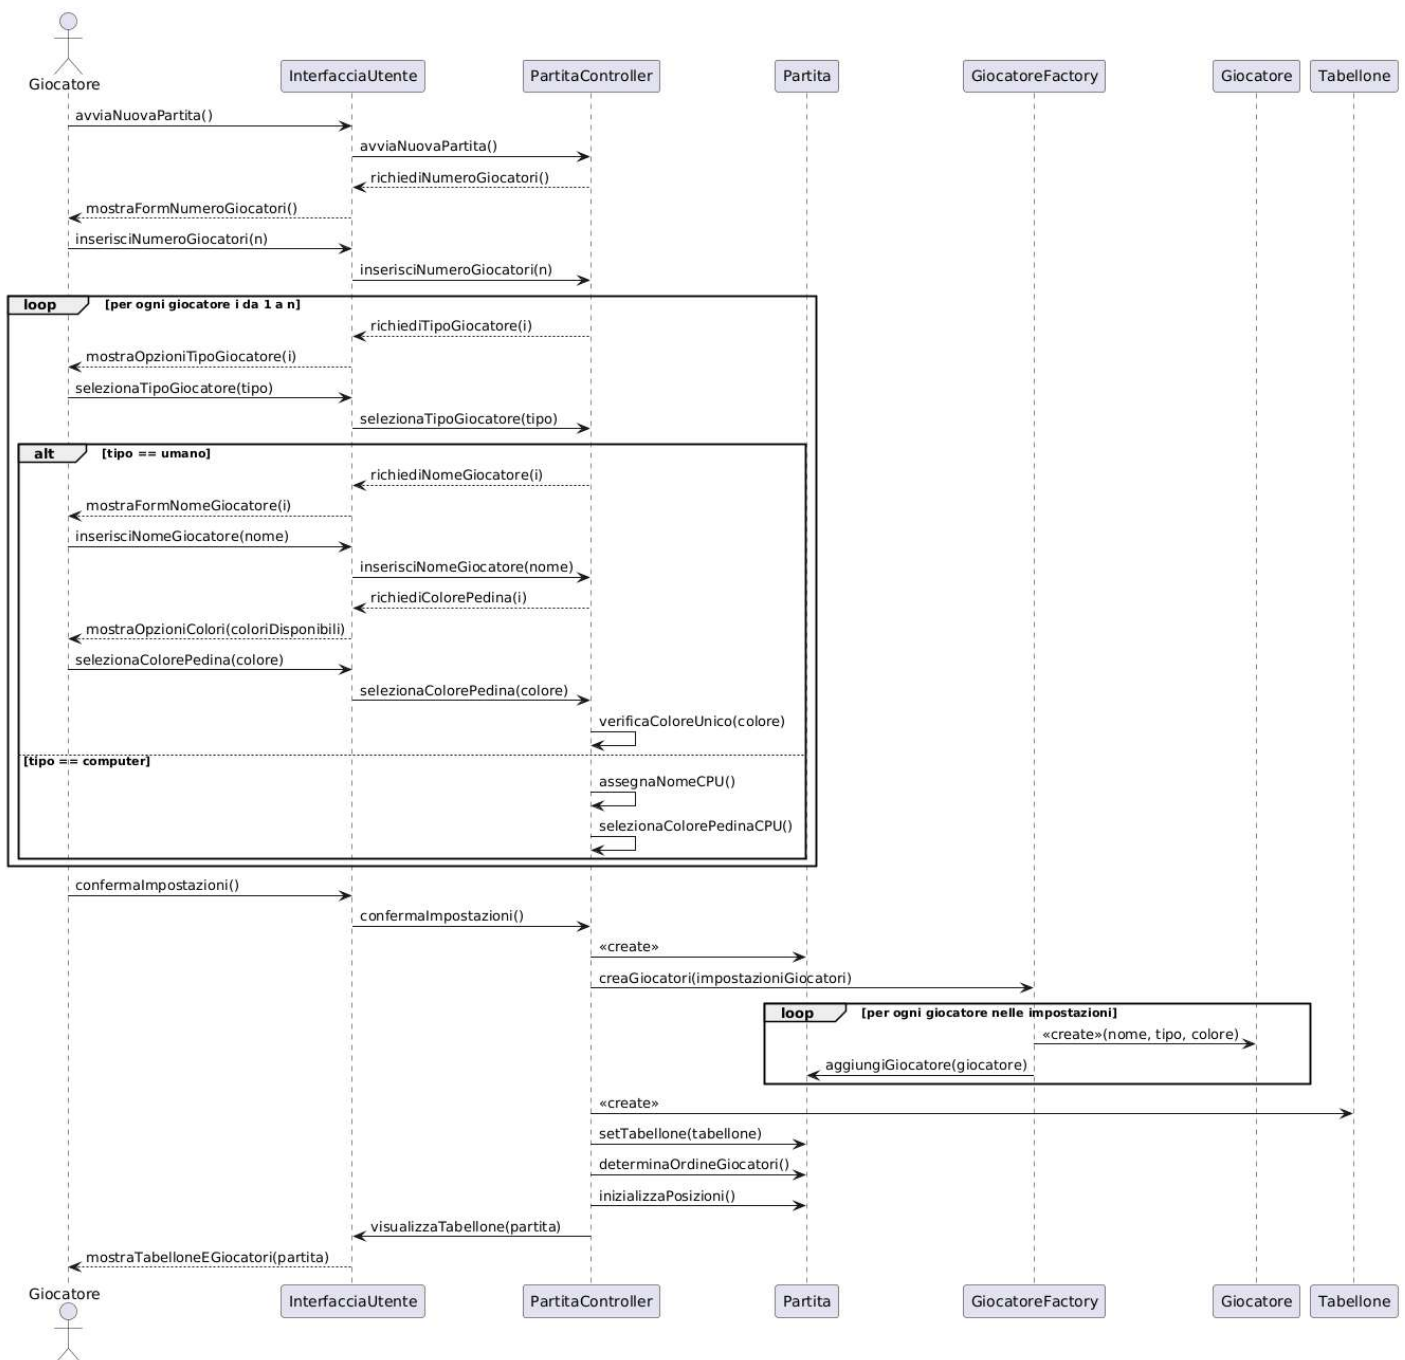 Giocatore
InterfacciaUtente
PartitaController
Partita
GiocatoreFactory
Giocatore
Tabellone
avviaNuovaPartita()
avviaNuovaPartita()
richiediNumeroGiocatori()
mostraFormNumeroGiocatori()
inserisciNumeroGiocatori(n)
inserisciNumeroGiocatori(n)
loop [per ogni giocatore i da 1 a n]
richiediTipoGiocatore(i)
mostraOpzioniTipoGiocatore(i)
selezionaTipoGiocatore(tipo)
selezionaTipoGiocatore(tipo)
alt [tipo == umano]
richiediNomeGiocatore(i)
mostraFormNomeGiocatore(i)
inserisciNomeGiocatore(nome)
inserisciNomeGiocatore(nome)
richiediColorePedina(i)
mostraOpzioniColori(coloriDisponibili)
selezionaColorePedina(colore)
selezionaColorePedina(colore)
verificaColoreUnico(colore)
[tipo == computer]
assegnaNomeCPU()
selezionaColorePedinaCPU()
confermaImpostazioni()
confermaImpostazioni()
«create»
creaGiocatori(impostazioniGiocatori)
loop [per ogni giocatore nelle impostazioni]
«create»(nome, tipo, colore)
aggiungiGiocatore(giocatore)
«create»
setTabellone(tabellone)
determinaOrdineGiocatori()
inizializzaPosizioni()
visualizzaTabellone(partita)
mostraTabelloneEGiocatori(partita)
Giocatore
InterfacciaUtente
PartitaController
Partita
GiocatoreFactory
Giocatore
Tabellone